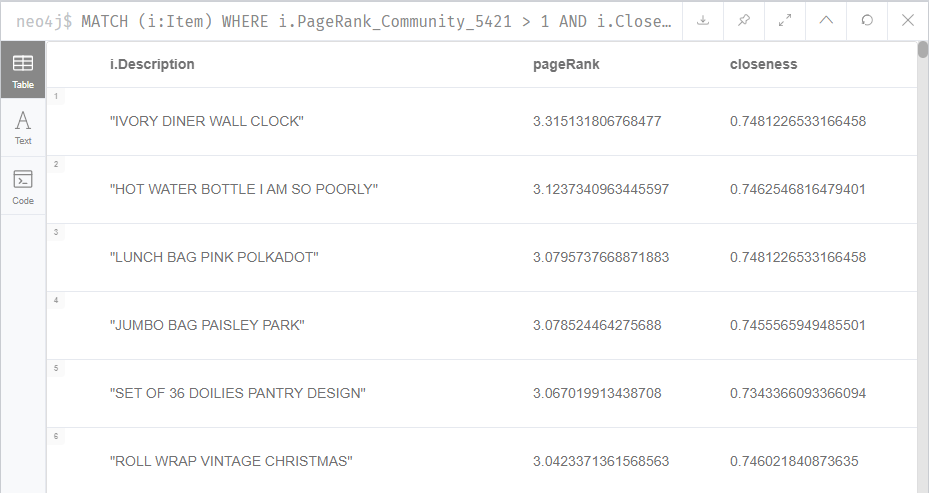 neo4j$ MATCH (i:Item) WHERE i.PageRank_Community_5421 > 1 AND i.Close…
Table
Text
Code
i.Description pageRank closeness
1
"IVORY DINER WALL CLOCK" 3.315131806768477 0.7481226533166458
2
"HOT WATER BOTTLE I AM SO POORLY" 3.1237340963445597 0.7462546816479401
3
"LUNCH BAG PINK POLKADOT" 3.0795737668871883 0.7481226533166458
4
"JUMBO BAG PAISLEY PARK" 3.078524464275688 0.7455565949485501
5
"SET OF 36 DOILIES PANTRY DESIGN" 3.067019913438708 0.7343366093366094
6
"ROLL WRAP VINTAGE CHRISTMAS" 3.0423371361568563 0.746021840873635